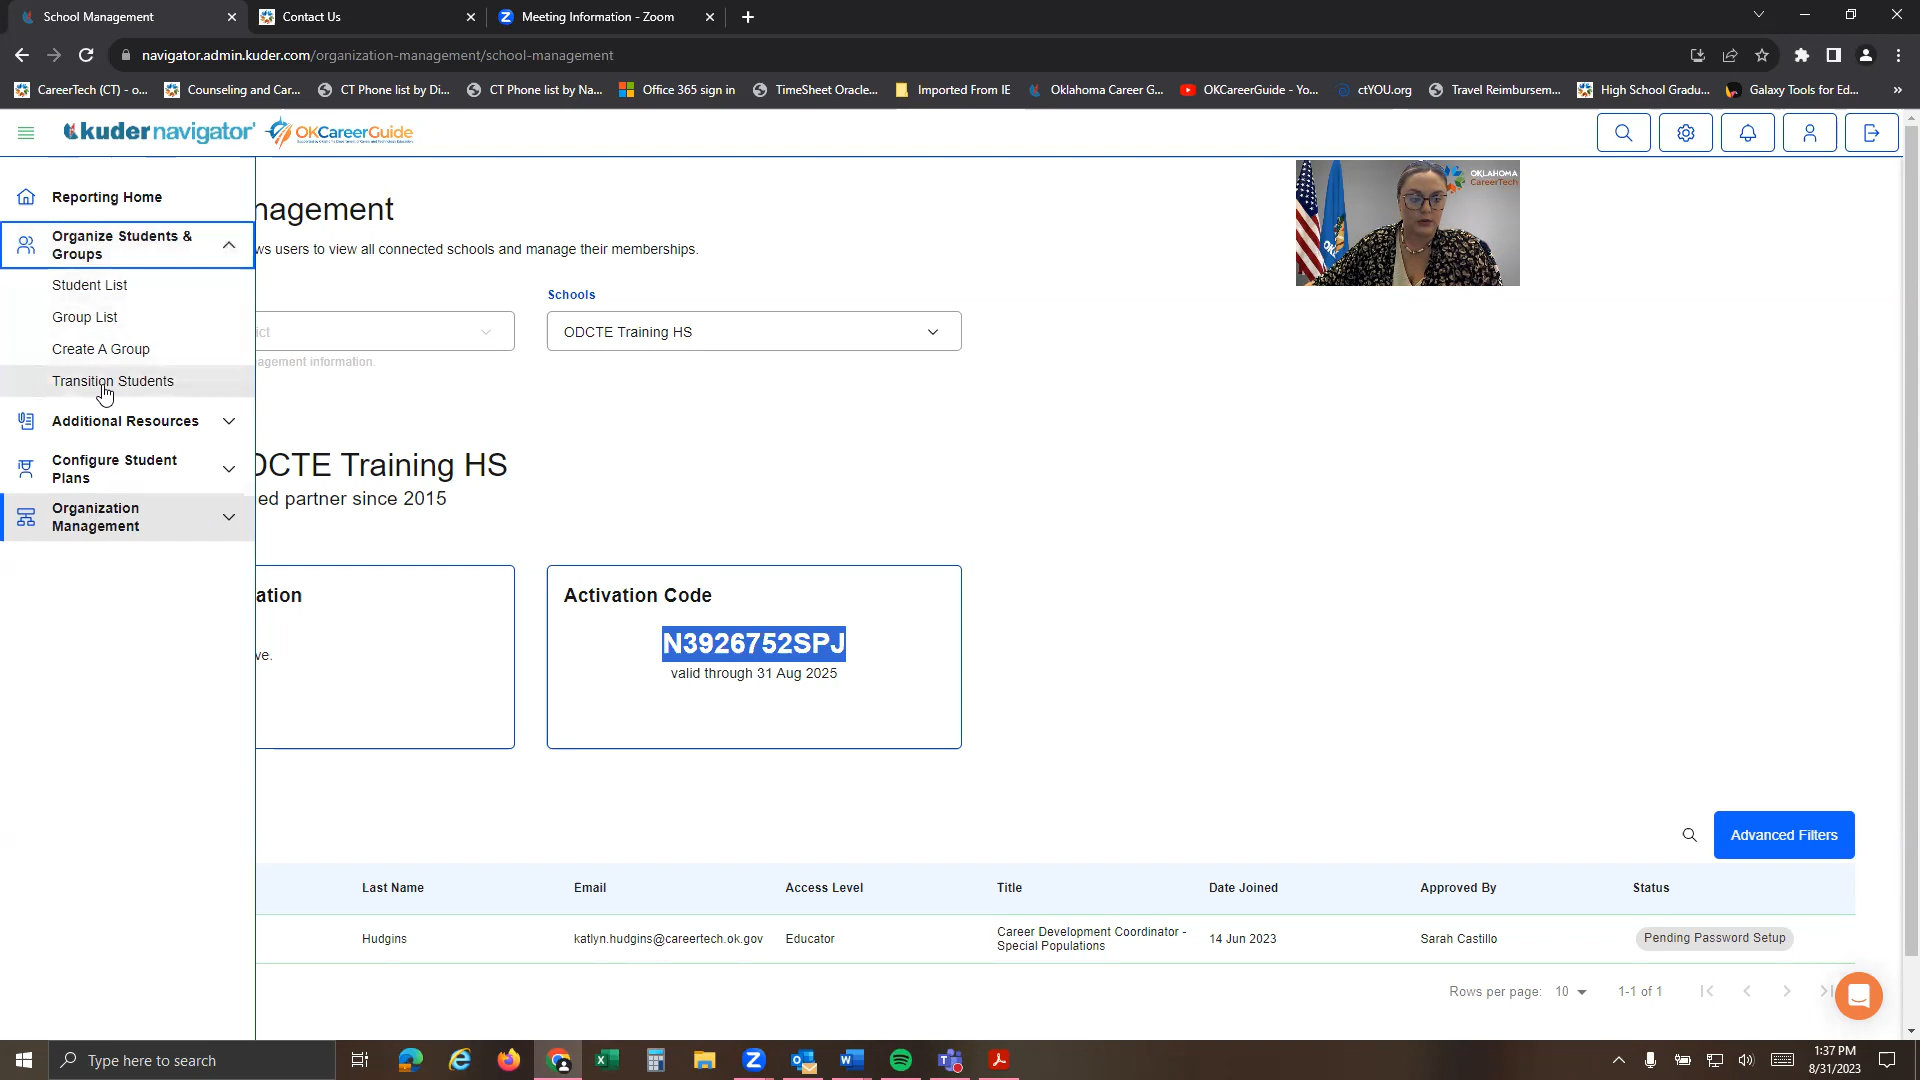 School Management
Contact Us
Meeting Information - Zoom
navigator.admin.kuder.com/organization-management/school-management
CareerTech (CT) - o...
Counseling and Car...
CT Phone list by Di...
CT Phone list by Na...
Office 365 sign in
TimeSheet Oracle...
Imported From IE
Oklahoma Career G...
OKCareerGuide - Yo...
ctYOU.org
Travel Reimbursem...
High School Gradu...
Galaxy Tools for Ed...
kuder navigator
OKCareerGuide
Reporting Home
Organize Students &
Groups
Student List
Group List
Create A Group
Transition Students
Additional Resources
Configure Student
Plans
Organization
Management
nagement
ws users to view all connected schools and manage their memberships.
OKLAHOMA
CareerTech
Schools
ict
ODCTE Training HS
agement information.
DCTE Training HS
ed partner since 2015
ation
ve.
Activation Code
N3926752SPJ
valid through 31 Aug 2025
Advanced Filters
Last Name
Email
Access Level
Title
Date Joined
Approved By
Status
Hudgins
katlyn.hudgins@careertech.ok.gov
Educator
Career Development Coordinator -
Special Populations
14 Jun 2023
Sarah Castillo
Pending Password Setup
Rows per page: 10
1-1 of 1
Type here to search
1:37 PM
8/31/2023